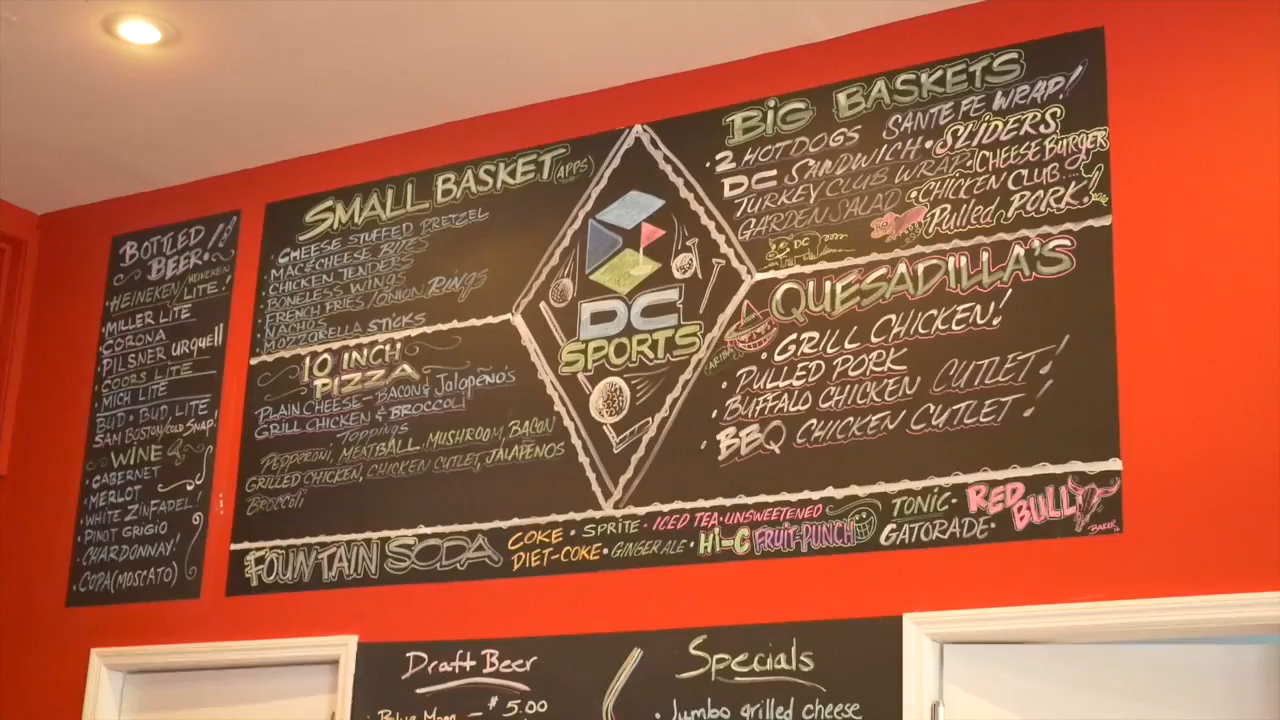 BOTTLED
BEER!
·HEINEKEN/HEINEKEN
LITE!
·MILLER LITE
·CORONA
·PILSNER urquell
·COORS LITE
·MICH LITE
·BUD·BUD, LITE
SAM BOSTON/COLD SNAP!
WINE
·CABERNET
·MERLOT
·WHITE ZINFADEL!
·PINOT GRIGIO
·CHARDONNAY!
·COPA(MOSCATO)
SMALL BASKET (APPS)
·CHEESE STUFFED PRETZEL
·MAC&CHEESE BITES
·CHICKEN TENDERS
·BONELESS WINGS
·FRENCH FRIES/ONION RINGS
·NACHOS
·MOZZORELLA STICKS
10 INCH
PIZZA
PLAIN CHEESE-BACON & Jalapeño's
GRILL CHICKEN & BROCCOLI
Toppings
PEPPERONI, MEATBALL, MUSHROOM, BACON
GRILLED CHICKEN, CHICKEN CUTLET, JALAPEÑOS
BROCCOLI
DC
SPORTS
BIG BASKETS
·2 HOTDOGS SANTE FE WRAP!
DC SANDWICH·SLIDERS
TURKEY CLUB WRAP·CHEESE BURGER
GARDEN SALAD·CHICKEN CLUB...
Pulled PORK!
DC
QUESADILLA'S
·GRILL CHICKEN!
·PULLED PORK
·BUFFALO CHICKEN CUTLET!
·BBQ CHICKEN CUTLET!
FOUNTAIN SODA
COKE·SPRITE·ICED TEA·UNSWEETENED
DIET-COKE·GINGER ALE·HI-C FRUIT-PUNCH
TONIC·
GATORADE·
RED
BULL
BAKER
Draft Beer
·Blue Moon — $5.00
Specials
·Jumbo grilled cheese